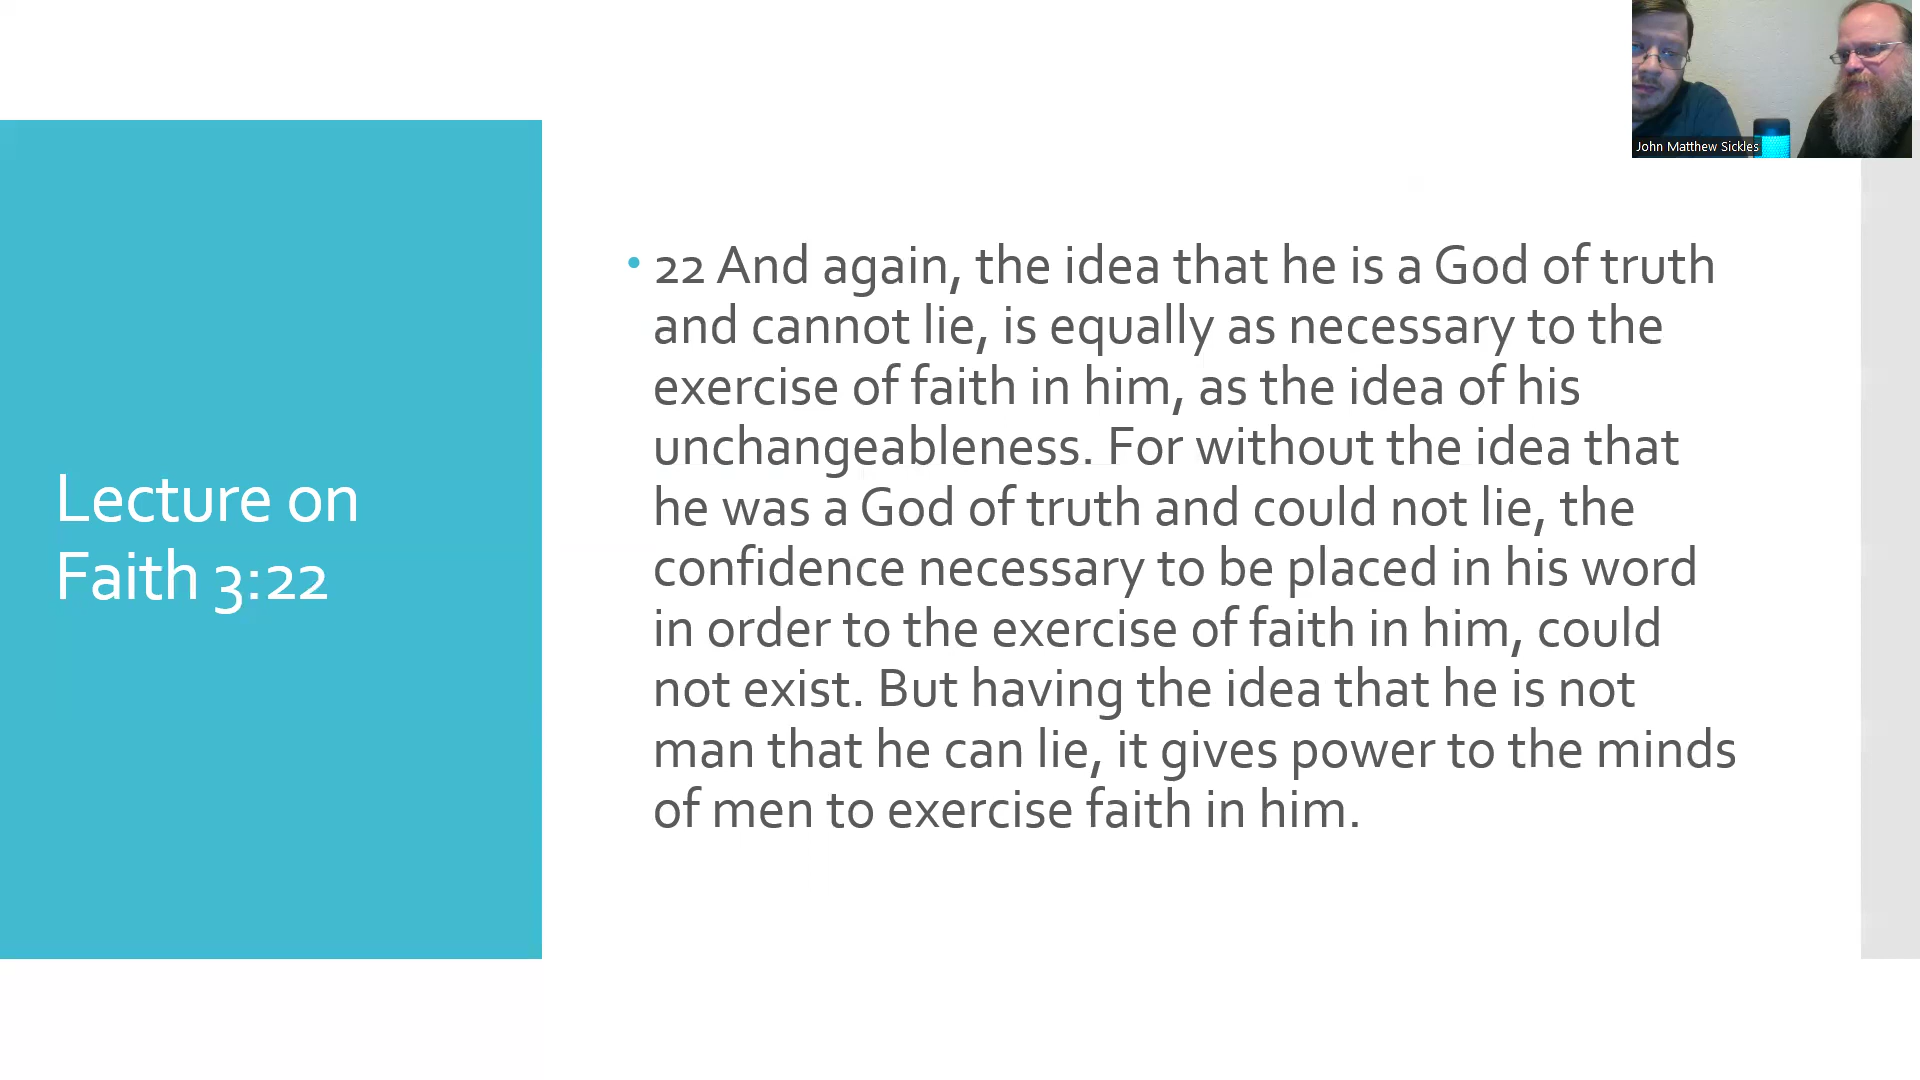 John Matthew Sickles
Lecture on
Faith 3:22
• 22 And again, the idea that he is a God of truth
and cannot lie, is equally as necessary to the
exercise of faith in him, as the idea of his
unchangeableness. For without the idea that
he was a God of truth and could not lie, the
confidence necessary to be placed in his word
in order to the exercise of faith in him, could
not exist. But having the idea that he is not
man that he can lie, it gives power to the minds
of men to exercise faith in him.